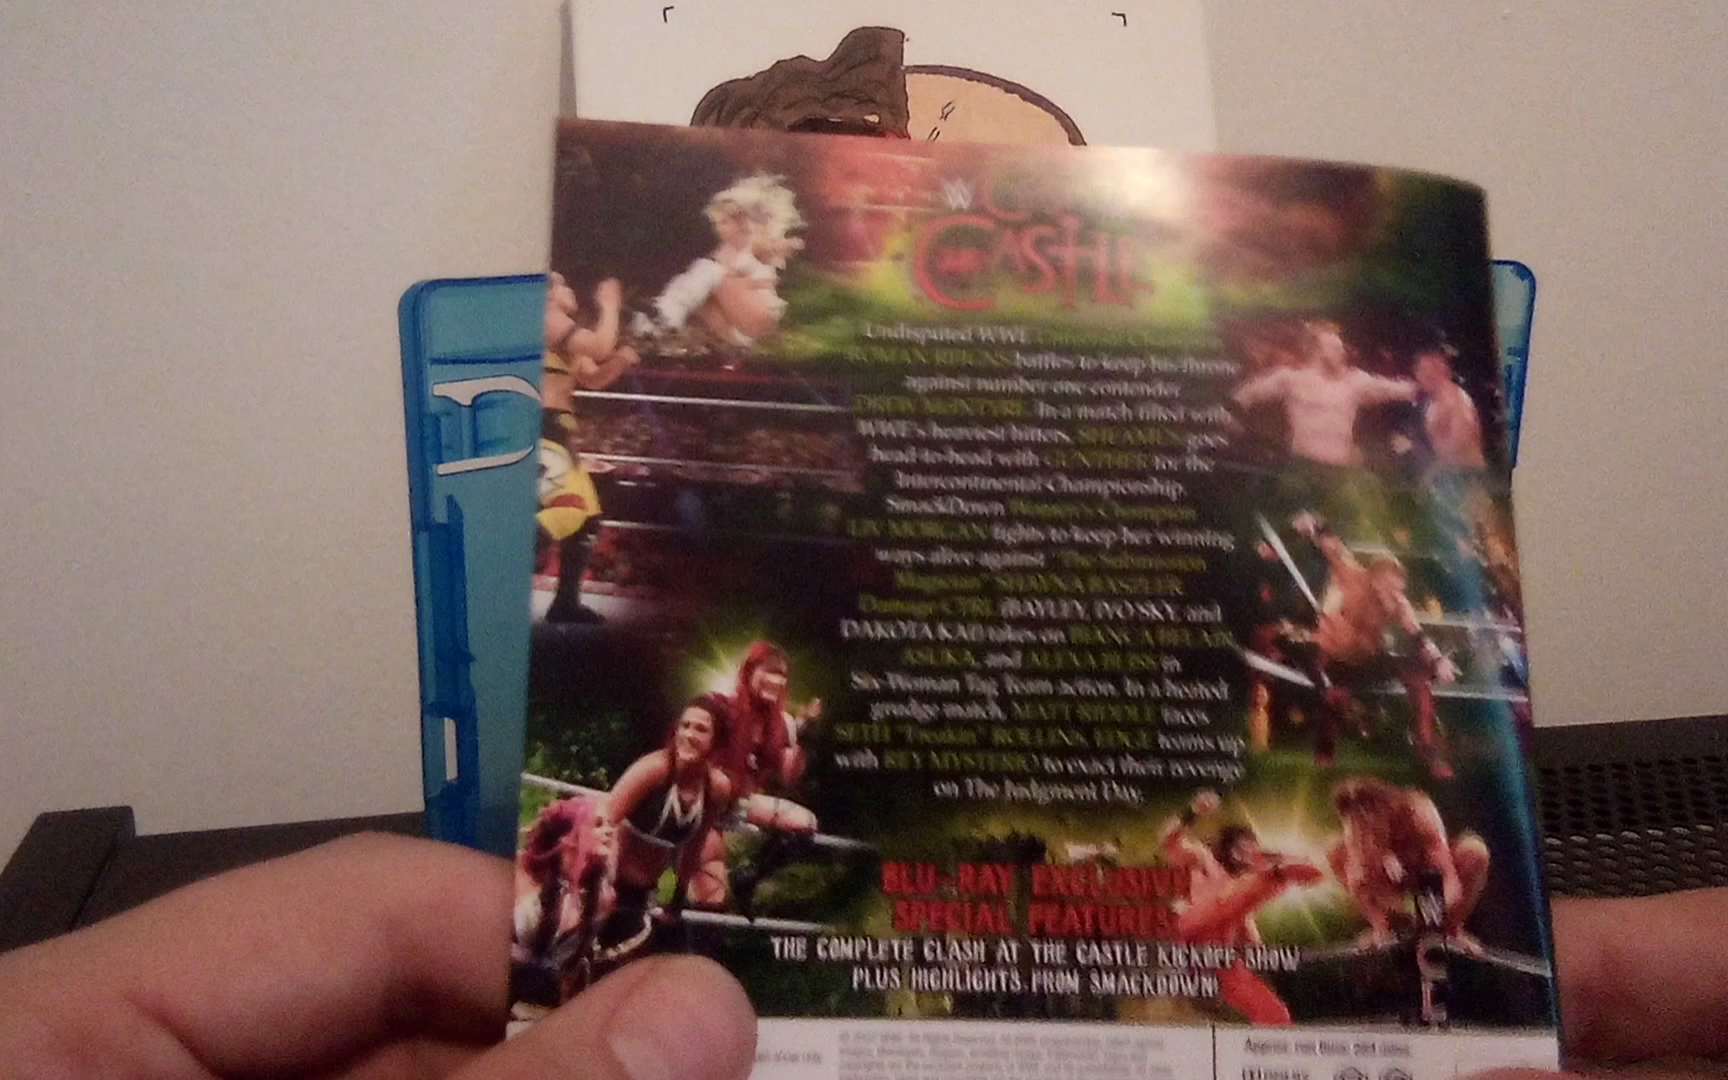 W
CASTLE
Undisputed WWE
ROMAN REIGNS battles to keep his throne
against number one contender
DREW McINTYRE. In a match filled with
WWE's heaviest hitters, SHEAMUS goes
head-to-head with GUNTHER for the
Intercontinental Championship.
SmackDown Women's Champion
LIV MORGAN fights to keep her winning
ways alive against "The Submission
Magician" SHAYNA BASZLER.
Damage CTRL (BAYLEY, IYO SKY, and
DAKOTA KAI) takes on BIANCA BELAIR,
ASUKA, and ALEXA BLISS in
Six-Woman Tag Team action. In a heated
grudge match, MATT RIDDLE faces
SETH "Freakin" ROLLINS. EDGE teams up
with REY MYSTERIO to exact their revenge
on The Judgment Day.
BLU-RAY EXCLUSIVE
SPECIAL FEATURES
THE COMPLETE CLASH AT THE CASTLE KICKOFF SHOW
PLUS HIGHLIGHTS FROM SMACKDOWN!